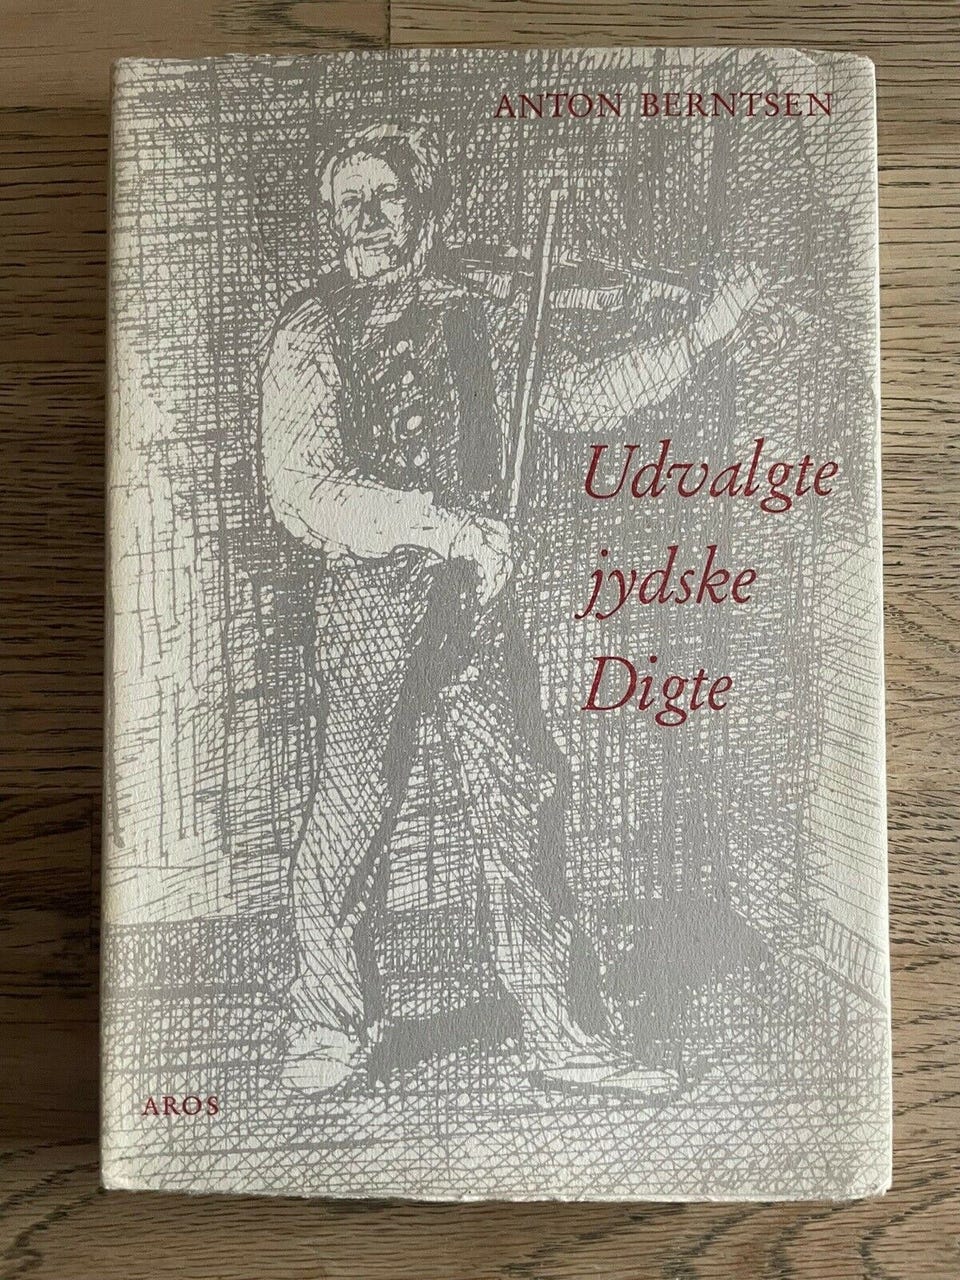 ANTON BERNTSEN
Udvalgte
jydske
Digte
AROS